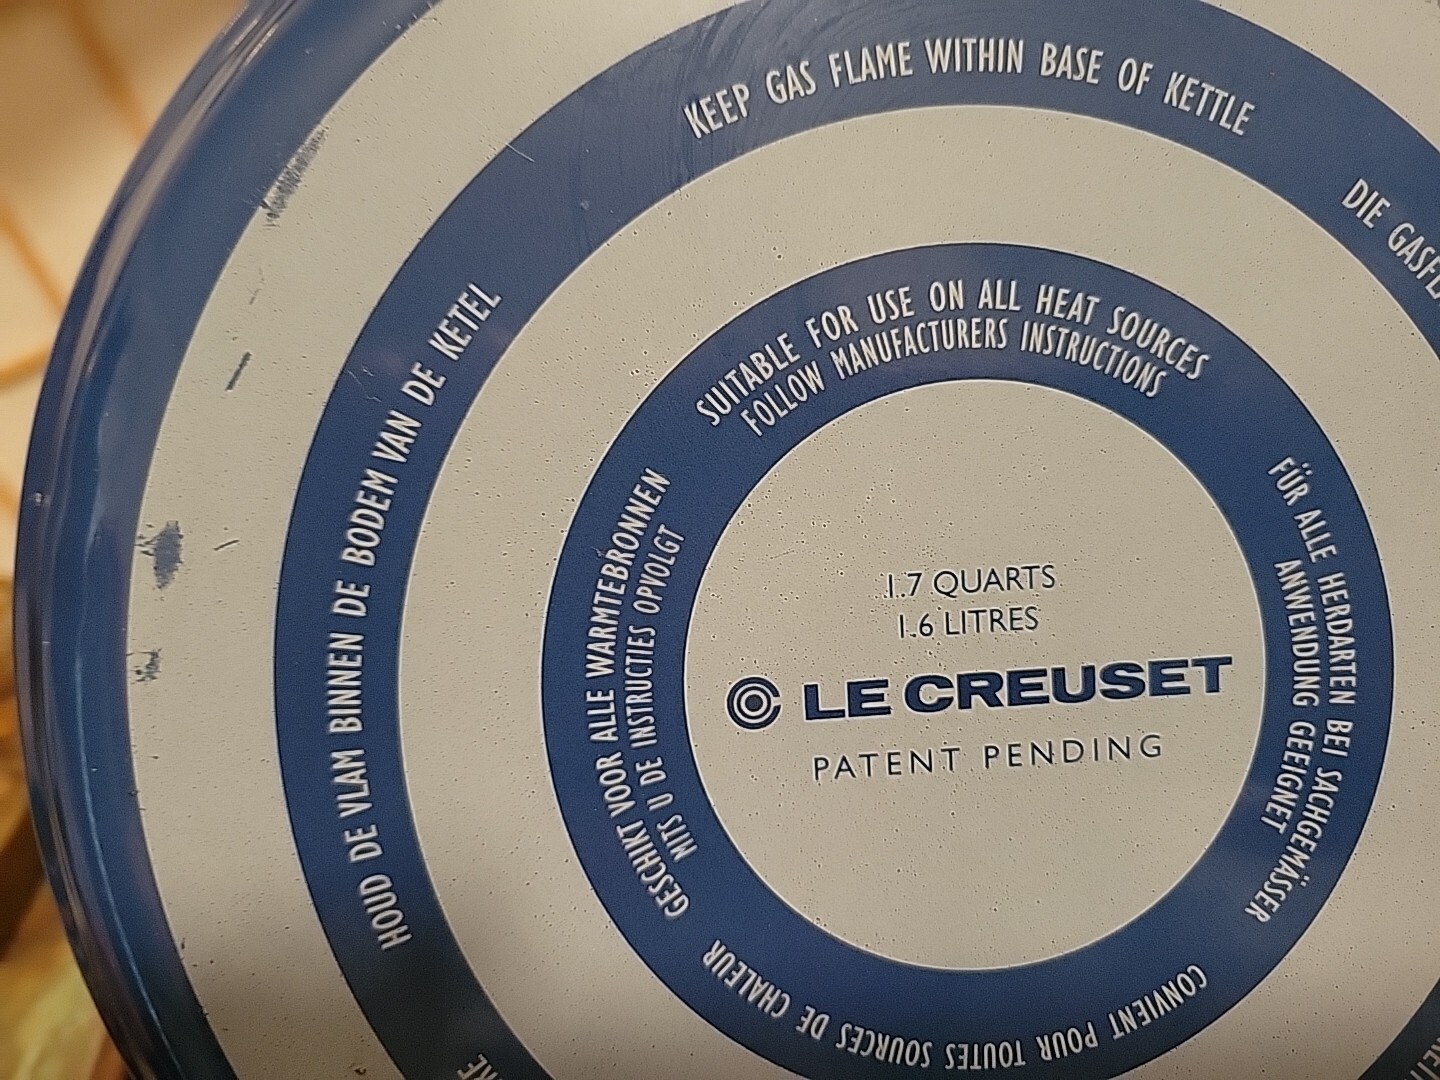 KEEP GAS FLAME WITHIN BASE OF KETTLE
DIE
HOUD DE VLAM BINNEN DE BODEM VAN DE KETEL
SUITABLE FOR USE ON ALL HEAT SOURCES
FOLLOW MANUFACTURERS INSTRUCTIONS
FÜR ALLE HERDARTEN BEI SACHGEMÄSSER
ANWENDUNG GEEIGNET
CONVIENT POUR TOUTES SOURCES DE CHALEUR
GESCHIKT VOOR ALLE WARMTEBRONNEN
MITS U DE INSTRUCTIES OPVOLGT
1.7 QUARTS
1.6 LITRES
LE CREUSET
PATENT PENDING